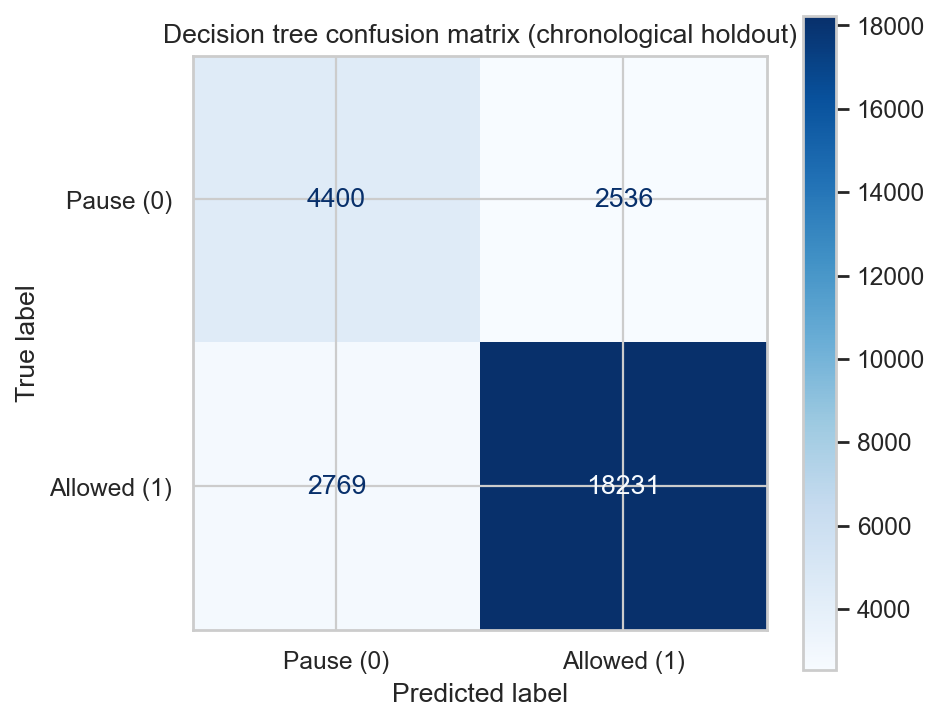 Decision tree confusion matrix (chronological holdout)
18000
16000
14000
12000
10000
8000
6000
4000
True label
Pause (0)
4400
2536
Allowed (1)
2769
18231
Pause (0)
Allowed (1)
Predicted label